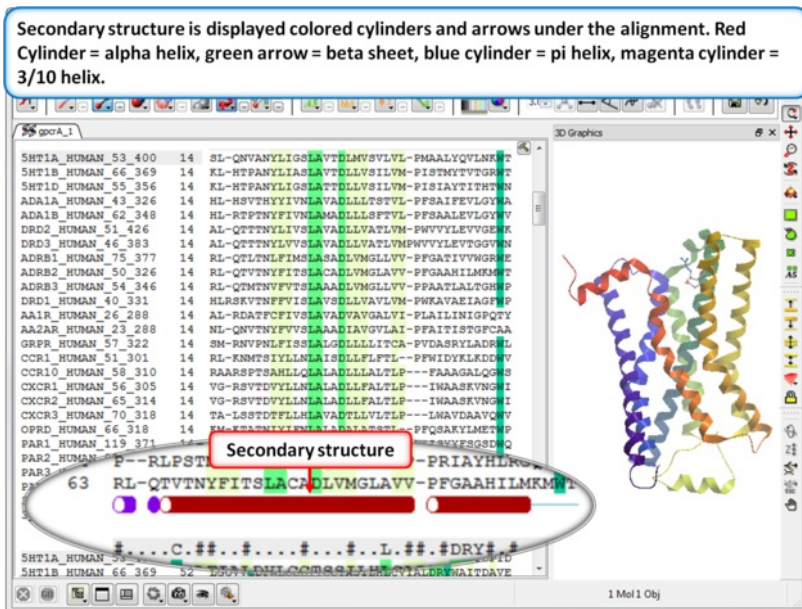 Secondary structure is displayed colored cylinders and arrows under the alignment. Red
Cylinder = alpha helix, green arrow = beta sheet, blue cylinder = pi helix, magenta cylinder =
3/10 helix.
gpcrA_1
3D Graphics
5HT1A_HUMAN_53_400 14 SL-QNVANYLIGSLAVTDLMVSVLVL-PMAALYQVLNKWT
5HT1B_HUMAN_66_369 14 KL-HTPANYLIASLAVTDLLVSILVM-PISTMYTVTGRWT
5HT1D_HUMAN_55_356 14 KL-HTPANYLIGSLATTDLLVSILVM-PISIAYTITHTWN
ADA1A_HUMAN_43_326 14 HL-HSVTHYYIVNLAVADLLLTSTVL-PFSAIFEVLGYWA
ADA1B_HUMAN_62_348 14 HL-RTPTNYFIVNLAMADLLLSFTVL-PFSAALEVLGYWV
DRD2_HUMAN_51_426 14 AL-QTTTNYLIVSLAVADLLVATLVM-PWVVYLEVVGEWK
DRD3_HUMAN_46_383 14 AL-QTTTNYLVVSLAVADLLVATLVMPWVVYLEVTGGVWN
ADRB1_HUMAN_75_377 14 RL-QTLTNLFIMSLASADLVMGLLVV-PFGATIVVWGRWE
ADRB2_HUMAN_50_326 14 RL-QTVTNYFITSLACADLVMGLAVV-PFGAAHILMKMWT
ADRB3_HUMAN_54_346 14 RL-QTMTNVFVTSLAAADLVMGLLVV-PPAATLALTGHWP
DRD1_HUMAN_40_331 14 HLRSKVTNFFVISLAVSDLLVAVLVM-PWKAVAEIAGFWP
AA1R_HUMAN_26_288 14 AL-RDATFCFIVSLAVADVAVGALVI-PLAILINIGPQTY
AA2AR_HUMAN_23_288 14 NL-QNVTNYFVVSLAAADIAVGVLAI-PFAITISTGFCAA
GRPR_HUMAN_57_322 14 SM-RNVPNLFISSLALGDLLLLITCA-PVDASRYLADRWL
CCR1_HUMAN_51_301 14 RL-KNMTSIYLLNLAISDLLFLFTL--PFWIDYKLKDDWV
CCR10_HUMAN_58_310 14 RAARSPTSAHLLQLALADLLLALTLP---FAAAGALQGWS
CXCR1_HUMAN_56_305 14 VG-RSVTDVYLLNLALADLLFALTLP---IWAASKVNGWI
CXCR2_HUMAN_65_314 14 VG-RSVTDVYLLNLALADLLFALTLP---IWAASKVNGWI
CXCR3_HUMAN_70_318 14 TA-LSSTDTFLLHLAVADTLLVLTLP---LWAVDAAVQWV
OPRD_HUMAN_66_318 14
PAR1_HUMAN_119_371
PAR2
PAR3
Secondary structure
63 RL-QTVTNYFITSLACADLVMGLAVV-PFGAAHILMKMWT
#....C.##..#....#...#..L.##.#DRY#.#
5HT1A_HUMAN_53
5HT1B_HUMAN_66_369 52
1 Mol 1 Obj